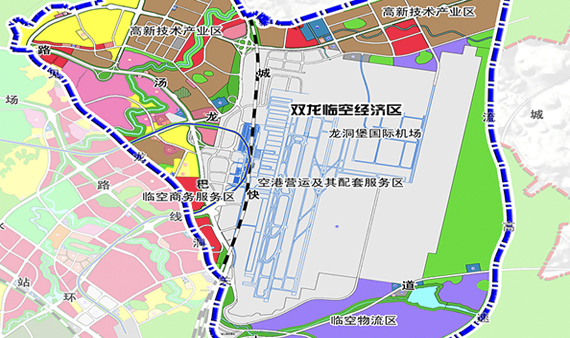 高新技术产业区
高新技术产业区
路
城
汤
双龙临空经济区
场
龙
龙洞堡国际机场
流
城
巴
空港营运及其配套服务区
路
临空商务服务区
快
线
高
站
环
道
速
临空物流区